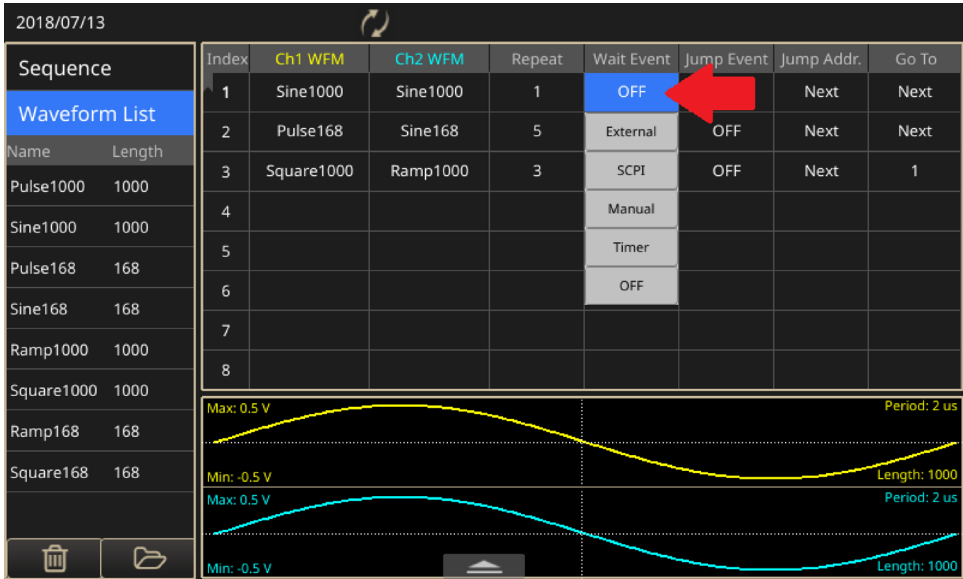 2018/07/13
Sequence
Waveform List
Name Length
Pulse1000 1000
Sine1000 1000
Pulse168 168
Sine168 168
Ramp1000 1000
Square1000 1000
Ramp168 168
Square168 168
Index Ch1 WFM Ch2 WFM Repeat Wait Event Jump Event Jump Addr. Go To
1 Sine1000 Sine1000 1 OFF Next Next
2 Pulse168 Sine168 5 External OFF Next Next
3 Square1000 Ramp1000 3 SCPI OFF Next 1
4 Manual
5 Timer
6 OFF
7
8
Max: 0.5 V Period: 2 us
Min: -0.5 V Length: 1000
Max: 0.5 V Period: 2 us
Min: -0.5 V Length: 1000